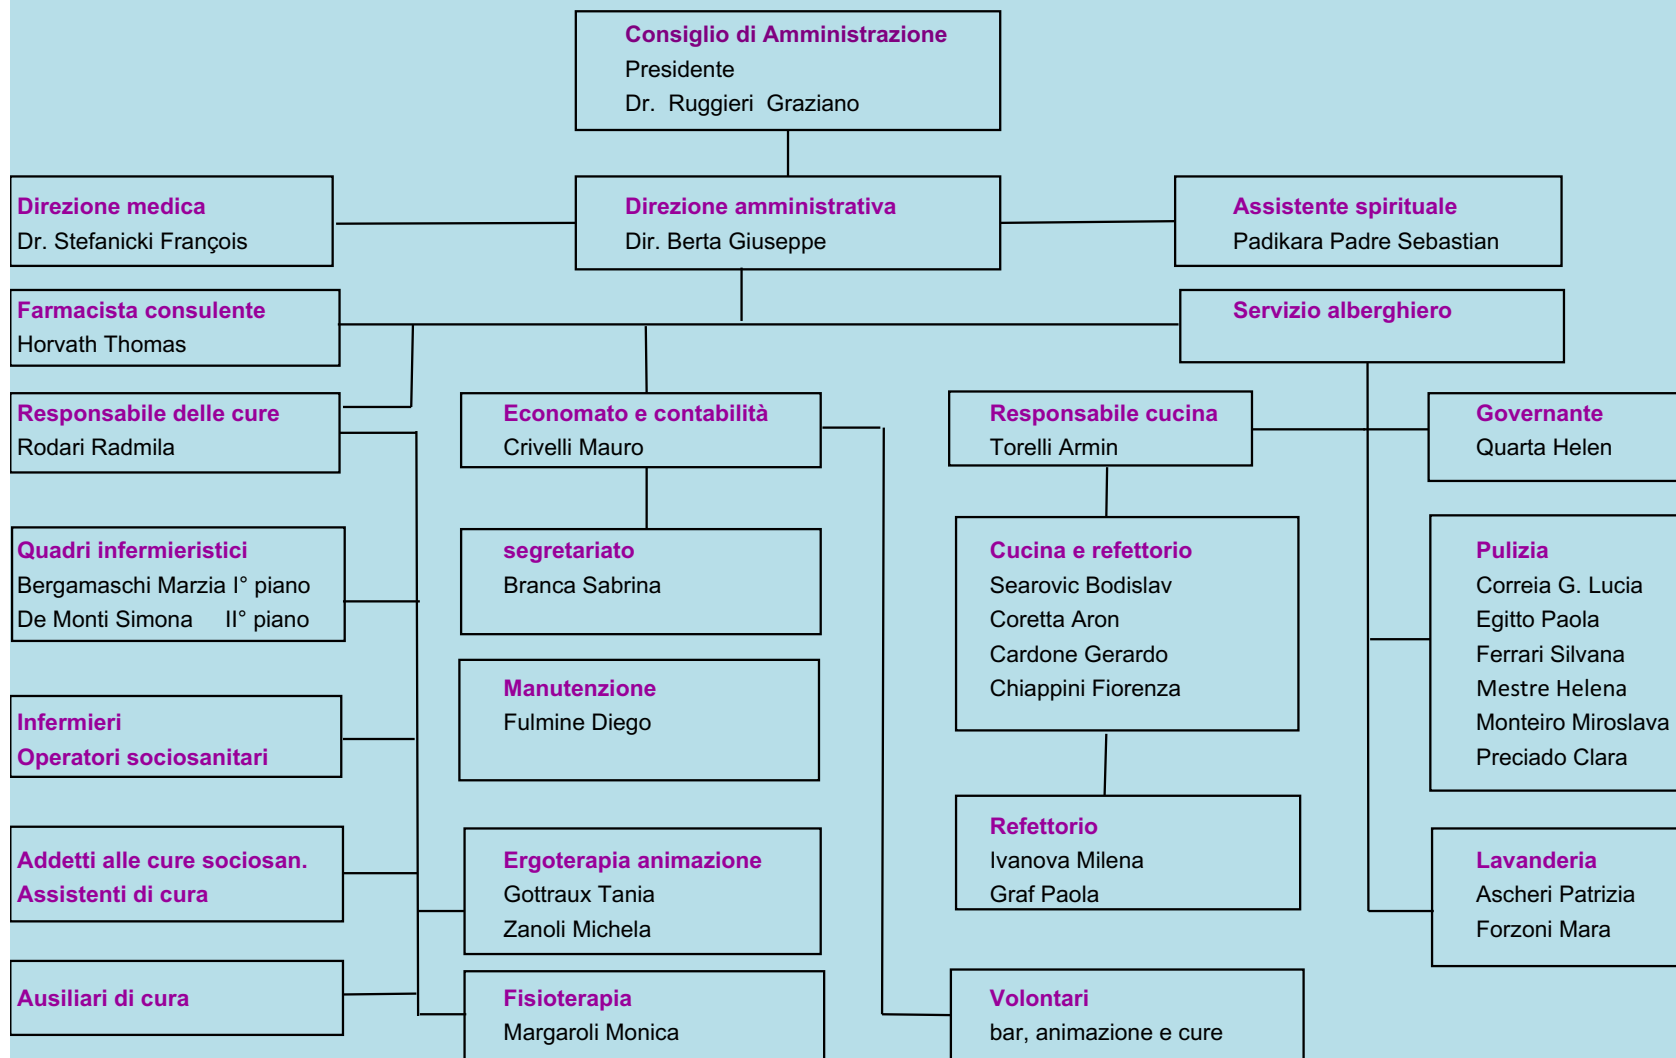 Consiglio di Amministrazione
Presidente
Dr. Ruggieri Graziano
Direzione medica
Dr. Stefanicki François
Direzione amministrativa
Dir. Berta Giuseppe
Assistente spirituale
Padikara Padre Sebastian
Farmacista consulente
Horvath Thomas
Servizio alberghiero
Responsabile delle cure
Rodari Radmila
Economato e contabilità
Crivelli Mauro
Responsabile cucina
Torelli Armin
Governante
Quarta Helen
Quadri infermieristici
Bergamaschi Marzia I° piano
De Monti Simona II° piano
segretariato
Branca Sabrina
Cucina e refettorio
Searovic Bodislav
Coretta Aron
Cardone Gerardo
Chiappini Fiorenza
Pulizia
Correia G. Lucia
Egitto Paola
Ferrari Silvana
Mestre Helena
Monteiro Miroslava
Preciado Clara
Infermieri
Operatori sociosanitari
Manutenzione
Fulmine Diego
Refettorio
Ivanova Milena
Graf Paola
Addetti alle cure sociosan.
Assistenti di cura
Ergoterapia animazione
Gottraux Tania
Zanoli Michela
Lavanderia
Ascheri Patrizia
Forzoni Mara
Ausiliari di cura
Fisioterapia
Margaroli Monica
Volontari
bar, animazione e cure